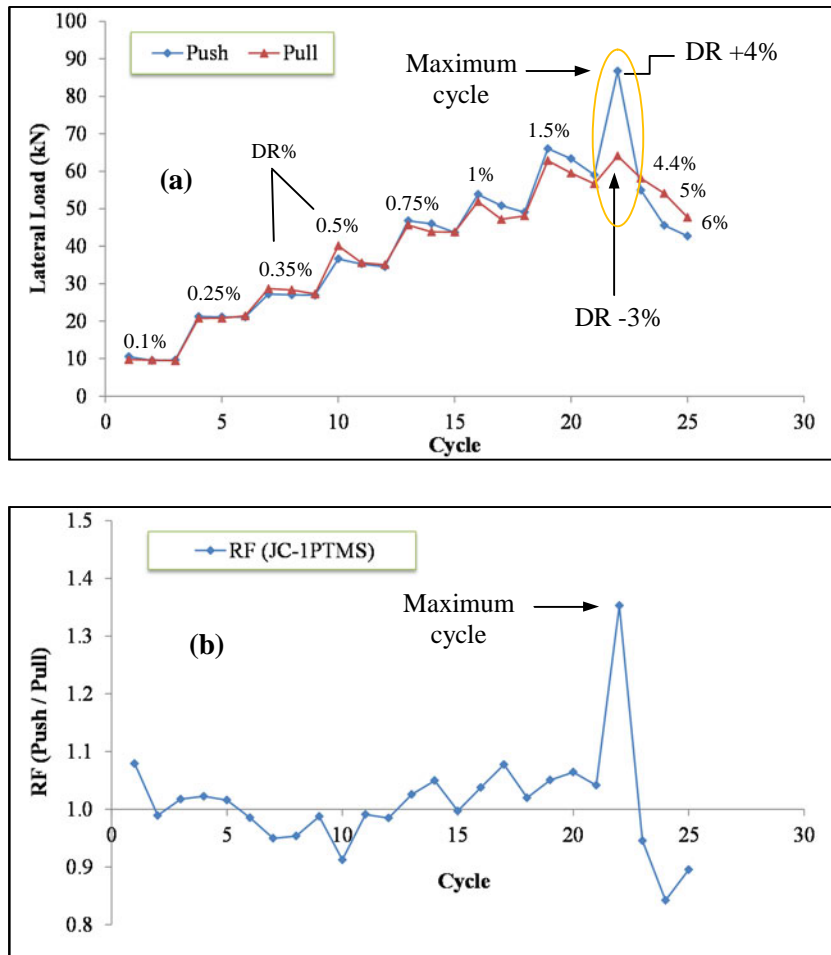 100
90
80
70
60
50
40
30
20
10
0
Lateral Load (kN)
Push Pull
(a)
DR%
0.1%
0.25%
0.35%
0.5%
0.75%
1%
1.5%
Maximum
cycle
DR +4%
4.4%
5%
6%
DR -3%
0 5 10 15 20 25 30
Cycle
1.5
1.4
1.3
1.2
1.1
1.0
0.9
0.8
RF (Push / Pull)
RF (JC-1PTMS)
(b)
Maximum
cycle
0 5 10 15 20 25 30
Cycle